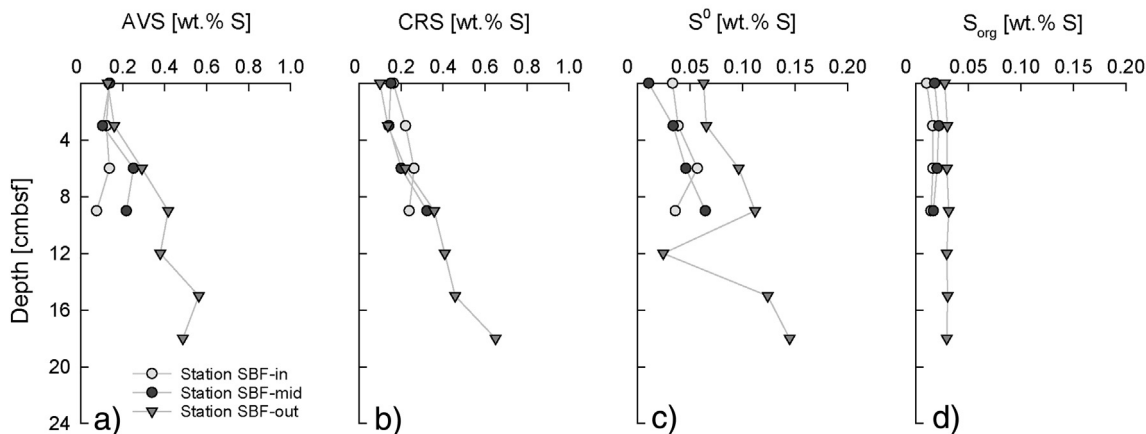 AVS [wt.% S] CRS [wt.% S] S⁰ [wt.% S] S_org [wt.% S]
0 0.2 0.4 0.6 0.8 1.0 0 0.2 0.4 0.6 0.8 1.0 0 0.05 0.10 0.15 0.20 0 0.05 0.10 0.15 0.20
4
8
12
16
20
24
Depth [cmbsf]
Station SBF-in
Station SBF-mid
Station SBF-out
a) b) c) d)